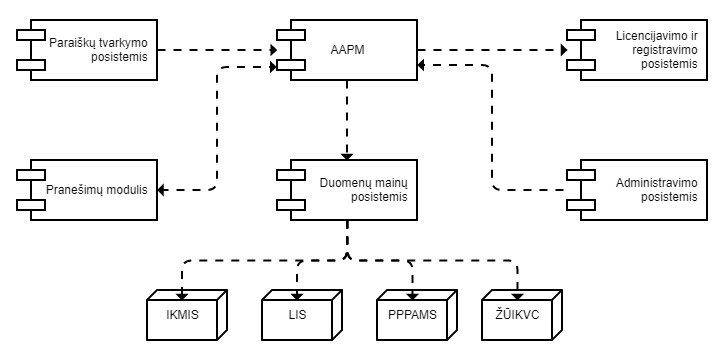 Paraiškų tvarkymo
posistemis
AAPM
Licencijavimo ir
registravimo
posistemis
Pranešimų modulis
Duomenų mainų
posistemis
Administravimo
posistemis
IKMIS
LIS
PPPAMS
ŽŪIKVC